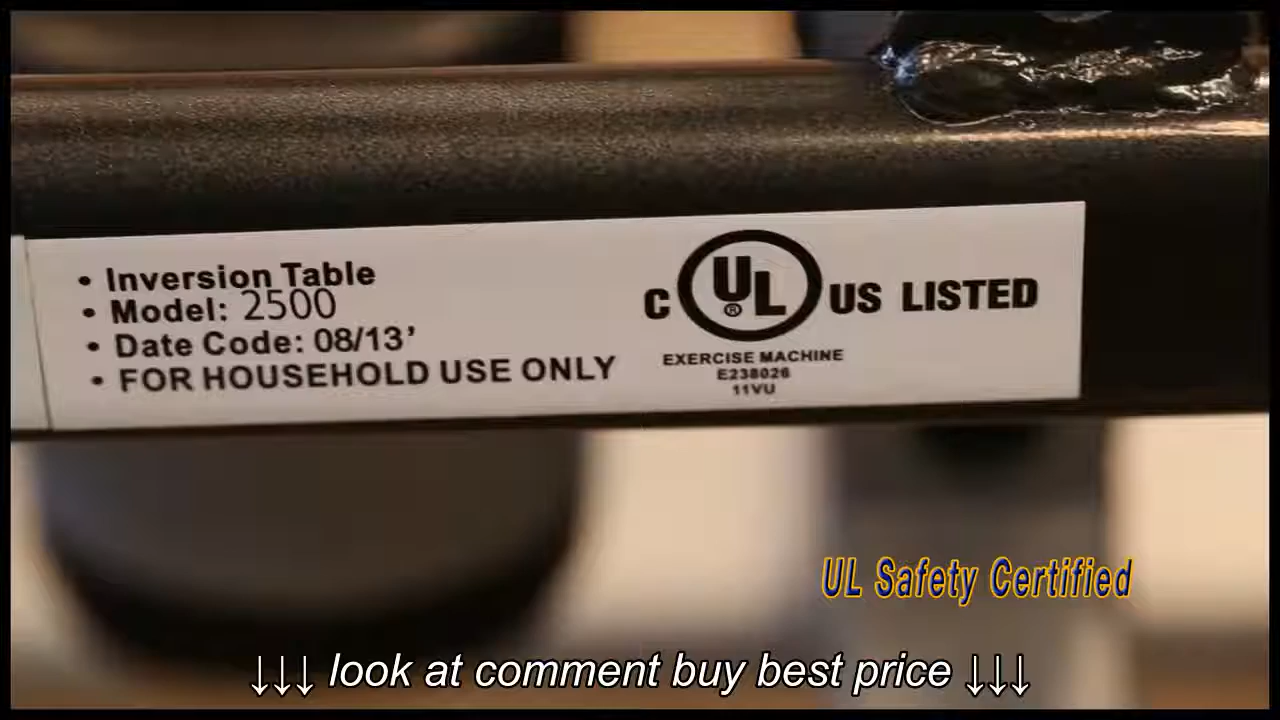 • Inversion Table
• Model: 2500
• Date Code: 08/13’
• FOR HOUSEHOLD USE ONLY
C UL® US LISTED
EXERCISE MACHINE
E238026
11VU
UL Safety Certified
↓↓↓ look at comment buy best price ↓↓↓